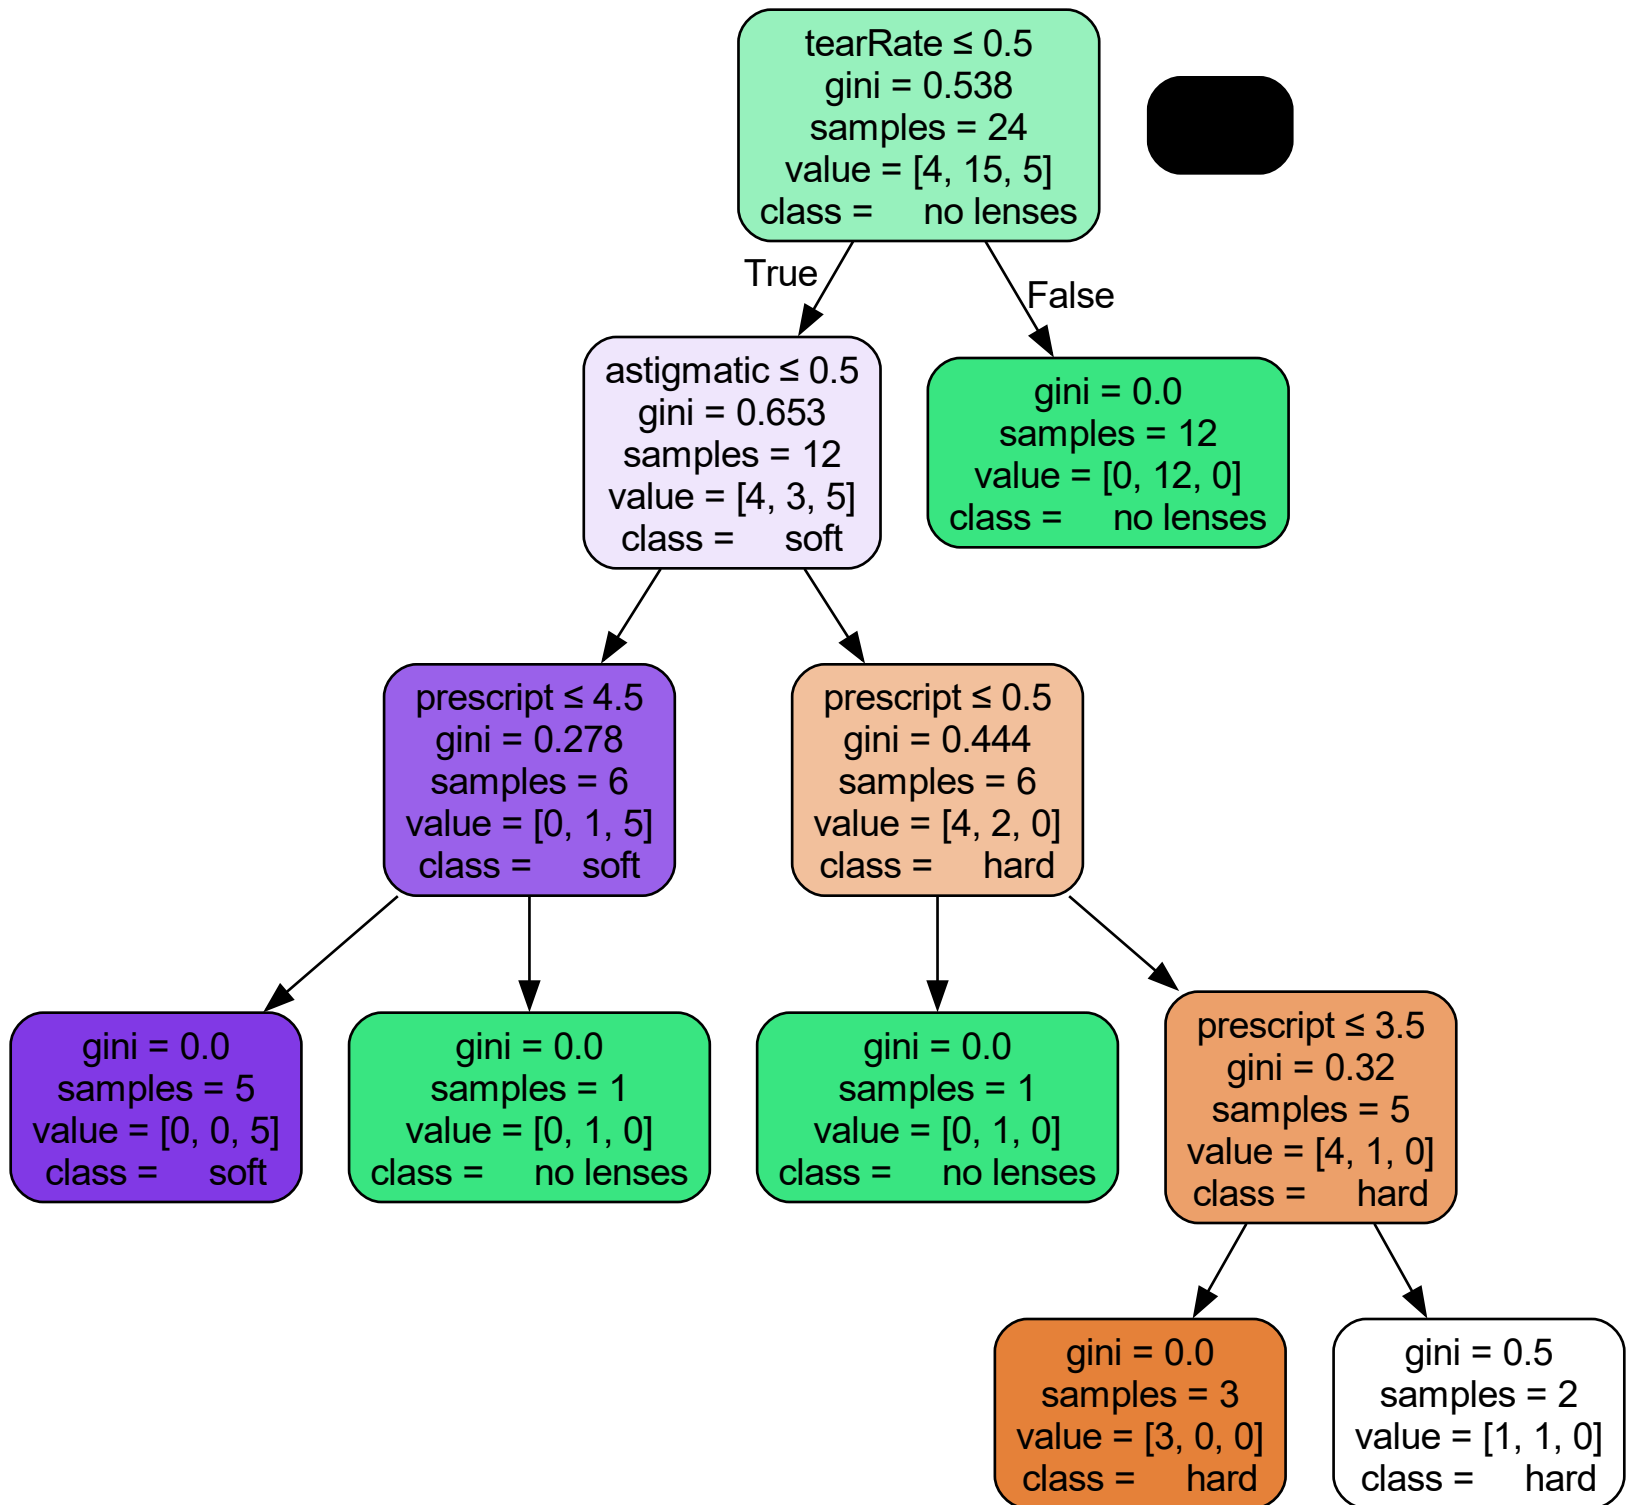 tearRate ≤ 0.5
gini = 0.538
samples = 24
value = [4, 15, 5]
class =     no lenses
True
False
astigmatic ≤ 0.5
gini = 0.653
samples = 12
value = [4, 3, 5]
class =     soft
gini = 0.0
samples = 12
value = [0, 12, 0]
class =     no lenses
prescript ≤ 4.5
gini = 0.278
samples = 6
value = [0, 1, 5]
class =     soft
prescript ≤ 0.5
gini = 0.444
samples = 6
value = [4, 2, 0]
class =     hard
gini = 0.0
samples = 5
value = [0, 0, 5]
class =     soft
gini = 0.0
samples = 1
value = [0, 1, 0]
class =     no lenses
gini = 0.0
samples = 1
value = [0, 1, 0]
class =     no lenses
prescript ≤ 3.5
gini = 0.32
samples = 5
value = [4, 1, 0]
class =     hard
gini = 0.0
samples = 3
value = [3, 0, 0]
class =     hard
gini = 0.5
samples = 2
value = [1, 1, 0]
class =     hard